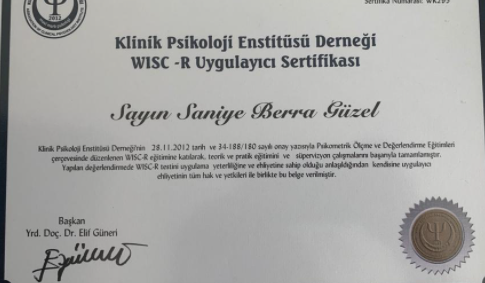 Sertifika Numarası: WR285
2012
Klinik Psikoloji Enstitüsü Derneği
WISC -R Uygulayıcı Sertifikası
Sayın Saniye Berra Güzel
Klinik Psikoloji Enstitüsü Derneği'nin 28.11.2012 tarih ve 34-188/180 sayılı onay yazısıyla Psikometrik Ölçme ve Değerlendirme Eğitimleri
çerçevesinde düzenlenen WISC-R eğitimine katılarak, teorik ve pratik eğitimini ve süpervizyon çalışmalarını başarıyla tamamlamıştır.
Yapılan değerlendirmede WISC-R testini uygulama yeterliliğine ve ehliyetine sahip olduğu anlaşıldığından kendisine uygulayıcı
ehliyetinin tüm hak ve yetkileri ile birlikte bu belge verilmiştir.
Başkan
Yrd. Doç. Dr. Elif Güneri